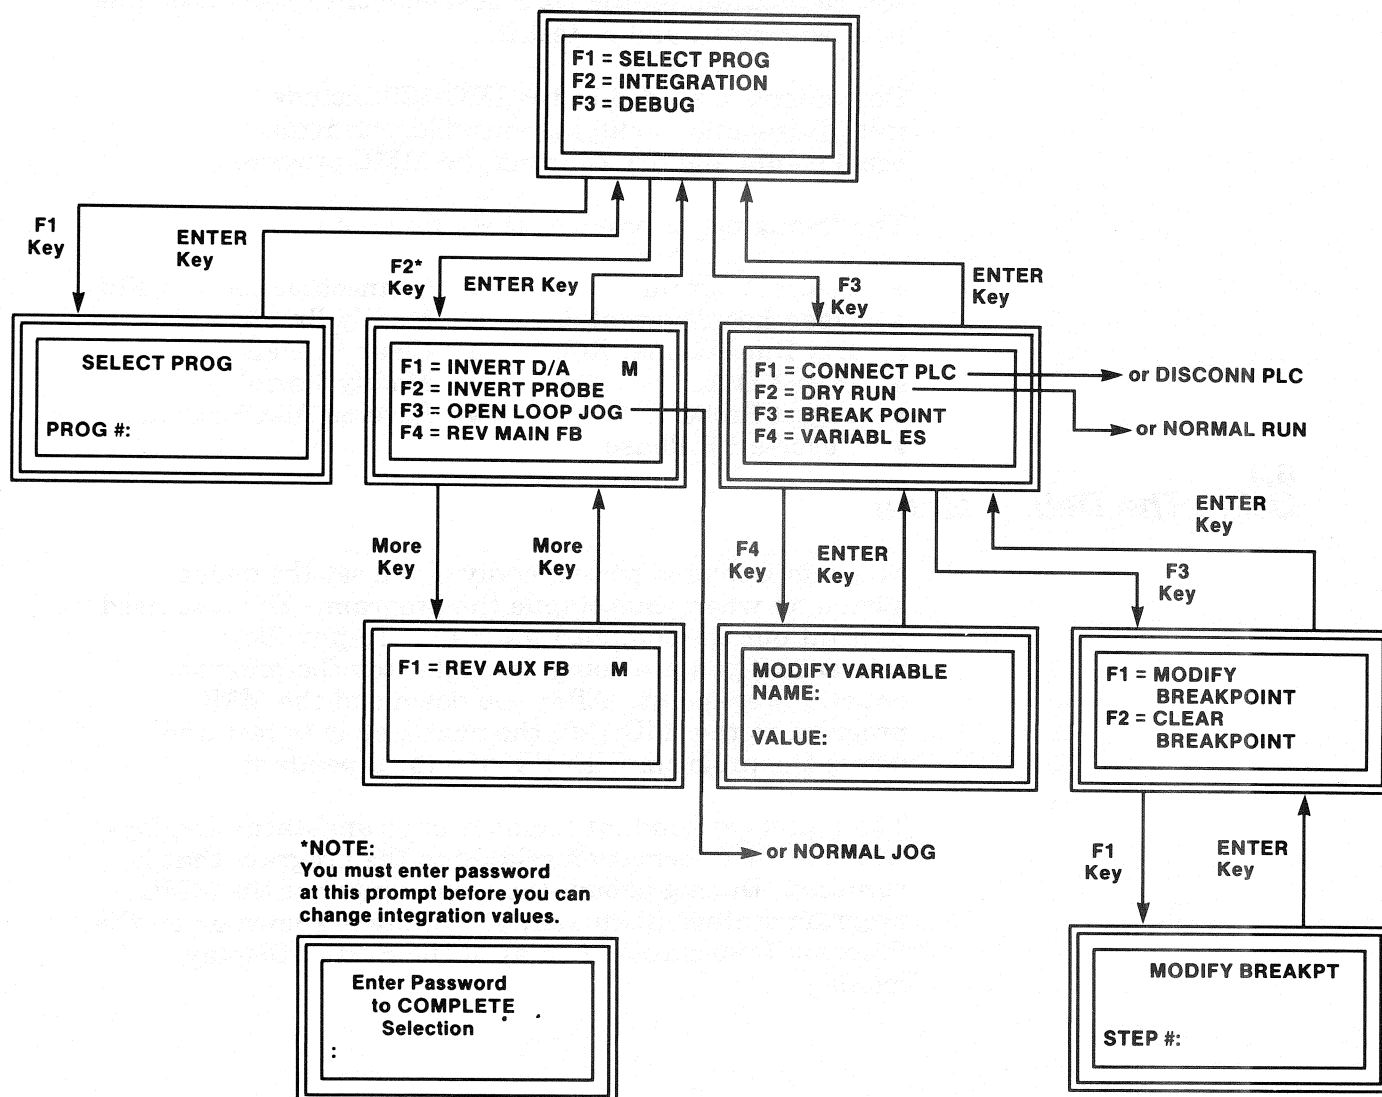 F1 = SELECT PROG
F2 = INTEGRATION
F3 = DEBUG
F1
Key
ENTER
Key
F2*
Key
ENTER Key
F3
Key
ENTER
Key
SELECT PROG
PROG #:
F1 = INVERT D/A M
F2 = INVERT PROBE
F3 = OPEN LOOP JOG
F4 = REV MAIN FB
F1 = CONNECT PLC
F2 = DRY RUN
F3 = BREAK POINT
F4 = VARIABL ES
or DISCONN PLC
or NORMAL RUN
More
Key
More
Key
F4
Key
ENTER
Key
F3
Key
ENTER
Key
F1 = REV AUX FB M
MODIFY VARIABLE
NAME:
VALUE:
F1 = MODIFY
BREAKPOINT
F2 = CLEAR
BREAKPOINT
or NORMAL JOG
F1
Key
ENTER
Key
*NOTE:
You must enter password
at this prompt before you can
change integration values.
Enter Password
to COMPLETE
Selection
:
MODIFY BREAKPT
STEP #: